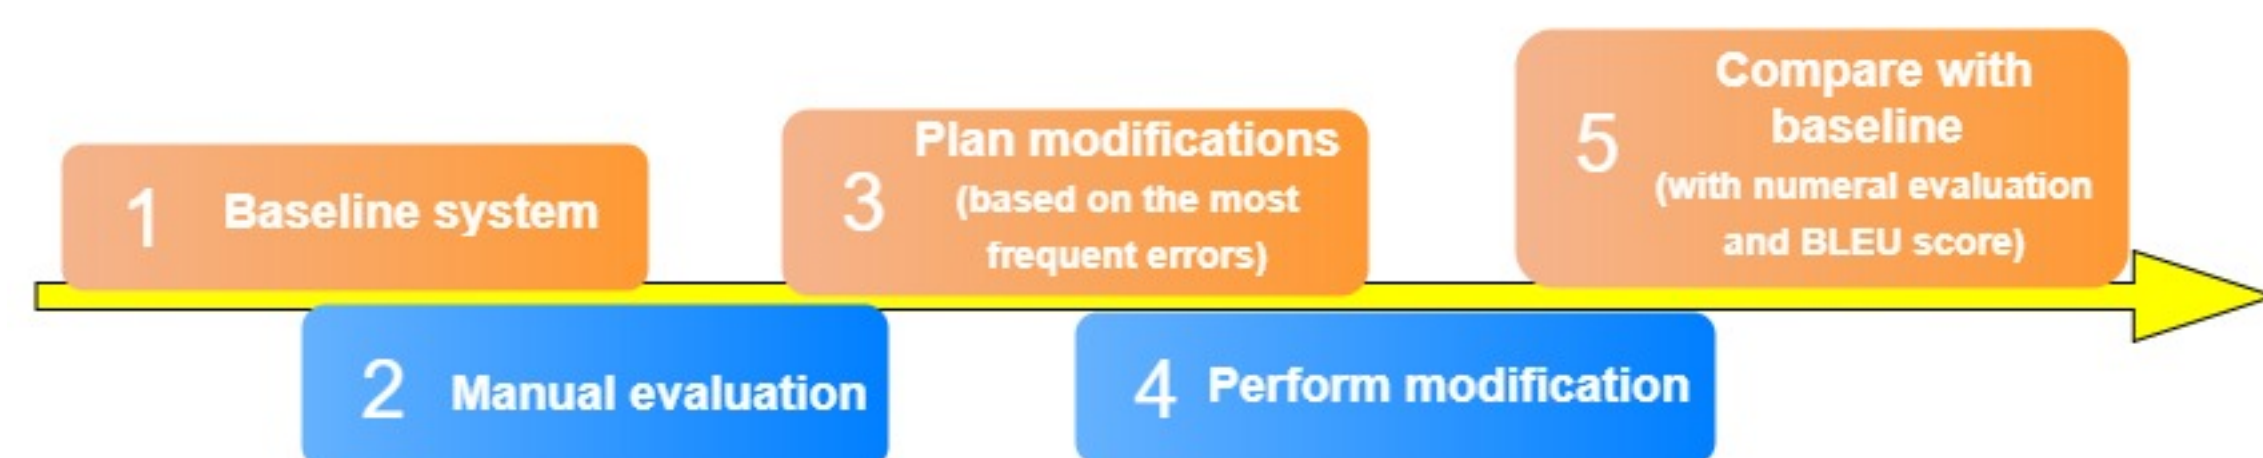 1 Baseline system
2 Manual evaluation
3 Plan modifications
(based on the most
frequent errors)
4 Perform modification
5 Compare with
baseline
(with numeral evaluation
and BLEU score)